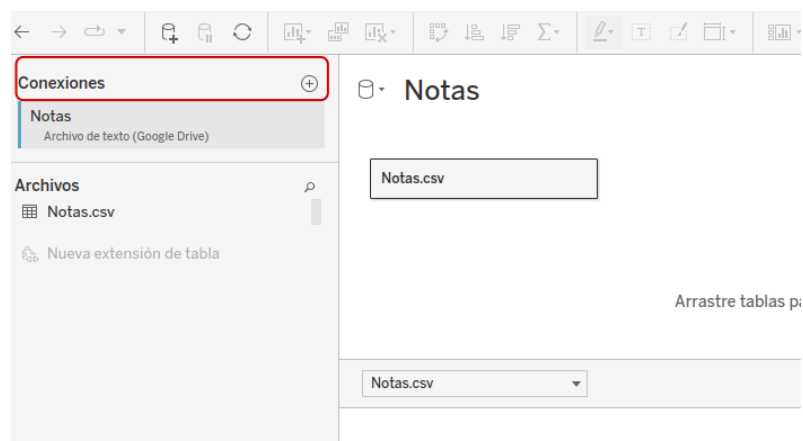 Conexiones
Notas
Archivo de texto (Google Drive)
Archivos
Notas.csv
Nueva extensión de tabla
Notas
Notas.csv
Arrastre tablas pa
Notas.csv